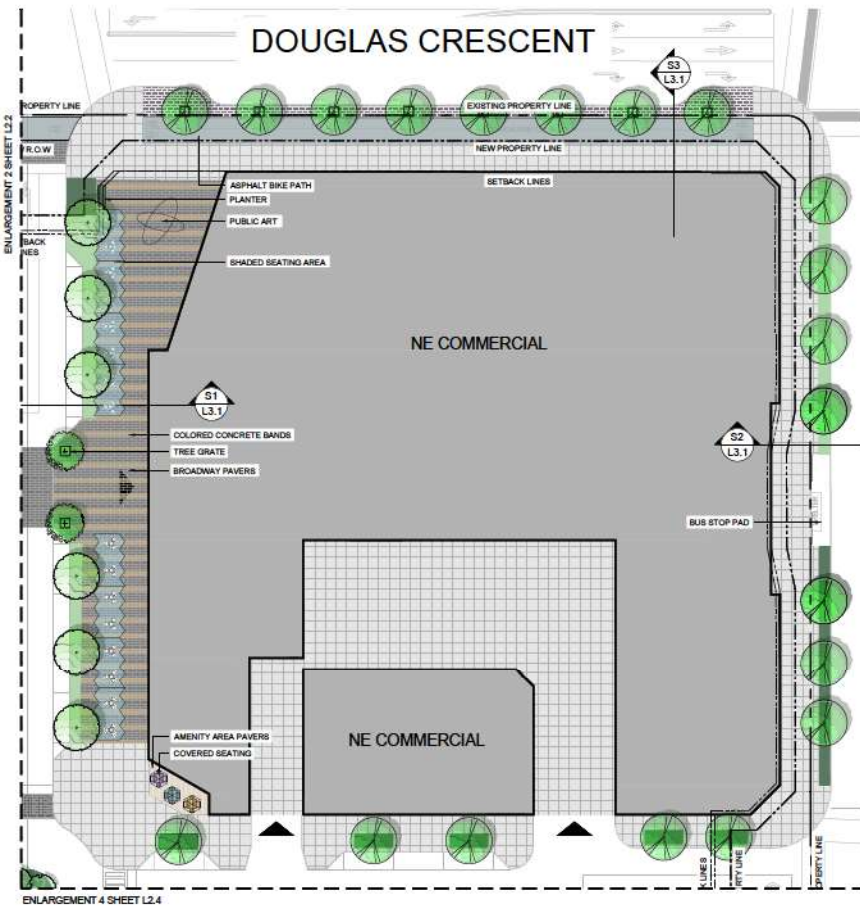 DOUGLAS CRESCENT
S3
L3.1
ROPERTY LINE
EXISTING PROPERTY LINE
ENLARGEMENT 2 SHEET L2.2
R.O.W
NEW PROPERTY LINE
SETBACK LINES
ASPHALT BIKE PATH
PLANTER
PUBLIC ART
BACK
NES
SHADED SEATING AREA
NE COMMERCIAL
S1
L3.1
COLORED CONCRETE BANDS
TREE GRATE
BROADWAY PAVERS
S2
L3.1
BUS STOP PAD
AMENITY AREA PAVERS
COVERED SEATING
NE COMMERCIAL
K LINES
RTY LINE
OPERTY LINE
ENLARGEMENT 4 SHEET L2.4